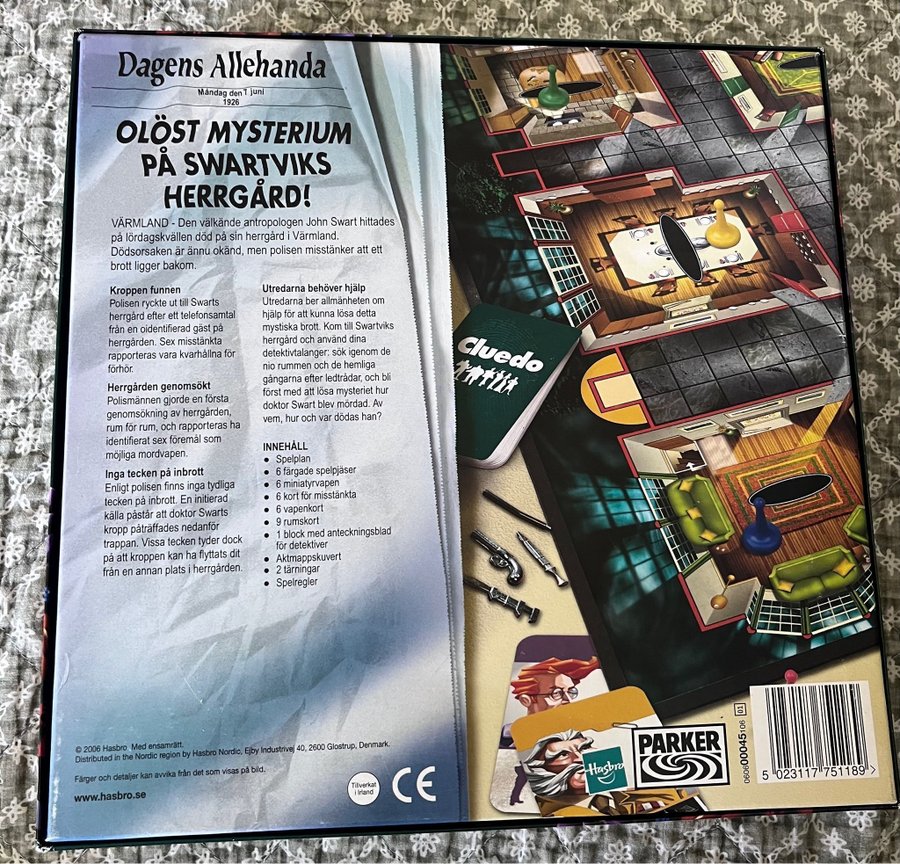 Dagens Allehanda
Måndag den 1 juni
1926
OLÖST MYSTERIUM
PÅ SWARTVIKS
HERRGÅRD!
VÄRMLAND - Den välkände antropologen John Swart hittades
på lördagskvällen död på sin herrgård i Värmland.
Dödsorsaken är ännu okänd, men polisen misstänker att ett
brott ligger bakom.
Kroppen funnen
Polisen ryckte ut till Swarts
herrgård efter ett telefonsamtal
från en oidentifierad gäst på
herrgården. Sex misstänkta
rapporteras vara kvarhållna för
förhör.
Herrgården genomsökt
Polismännen gjorde en första
genomsökning av herrgården,
rum för rum, och rapporteras ha
identifierat sex föremål som
möjliga mordvapen.
Inga tecken på inbrott
Enligt polisen finns inga tydliga
tecken på inbrott. En initierad
källa påstår att doktor Swarts
kropp påträffades nedanför
trappan. Vissa tecken tyder dock
på att kroppen kan ha flyttats dit
från en annan plats i herrgården.
Utredarna behöver hjälp
Utredarna ber allmänheten om
hjälp för att kunna lösa detta
mystiska brott. Kom till Swartviks
herrgård och använd dina
detektivtalanger: sök igenom de
nio rummen och de hemliga
gångarna efter ledtrådar, och bli
först med att lösa mysteriet hur
doktor Swart blev mördad. Av
vem, hur och var dödas han?
INNEHÅLL
• Spelplan
• 6 färgade spelpjäser
• 6 miniatyrvapen
• 6 kort för misstänkta
• 6 vapenkort
• 9 rumskort
• 1 block med anteckningsblad
för detektiver
• Aktmappskuvert
• 2 tärningar
• Spelregler
Cluedo
© 2006 Hasbro. Med ensamrätt.
Distributed in the Nordic region by Hasbro Nordic, Ejby Industrivej 40, 2600 Glostrup, Denmark.
Färger och detaljer kan avvika från det som visas på bild.
www.hasbro.se
Tillverkat
i Irland
CE
Hasbro
PARKER
060600045106 01
5 023117 751189 >